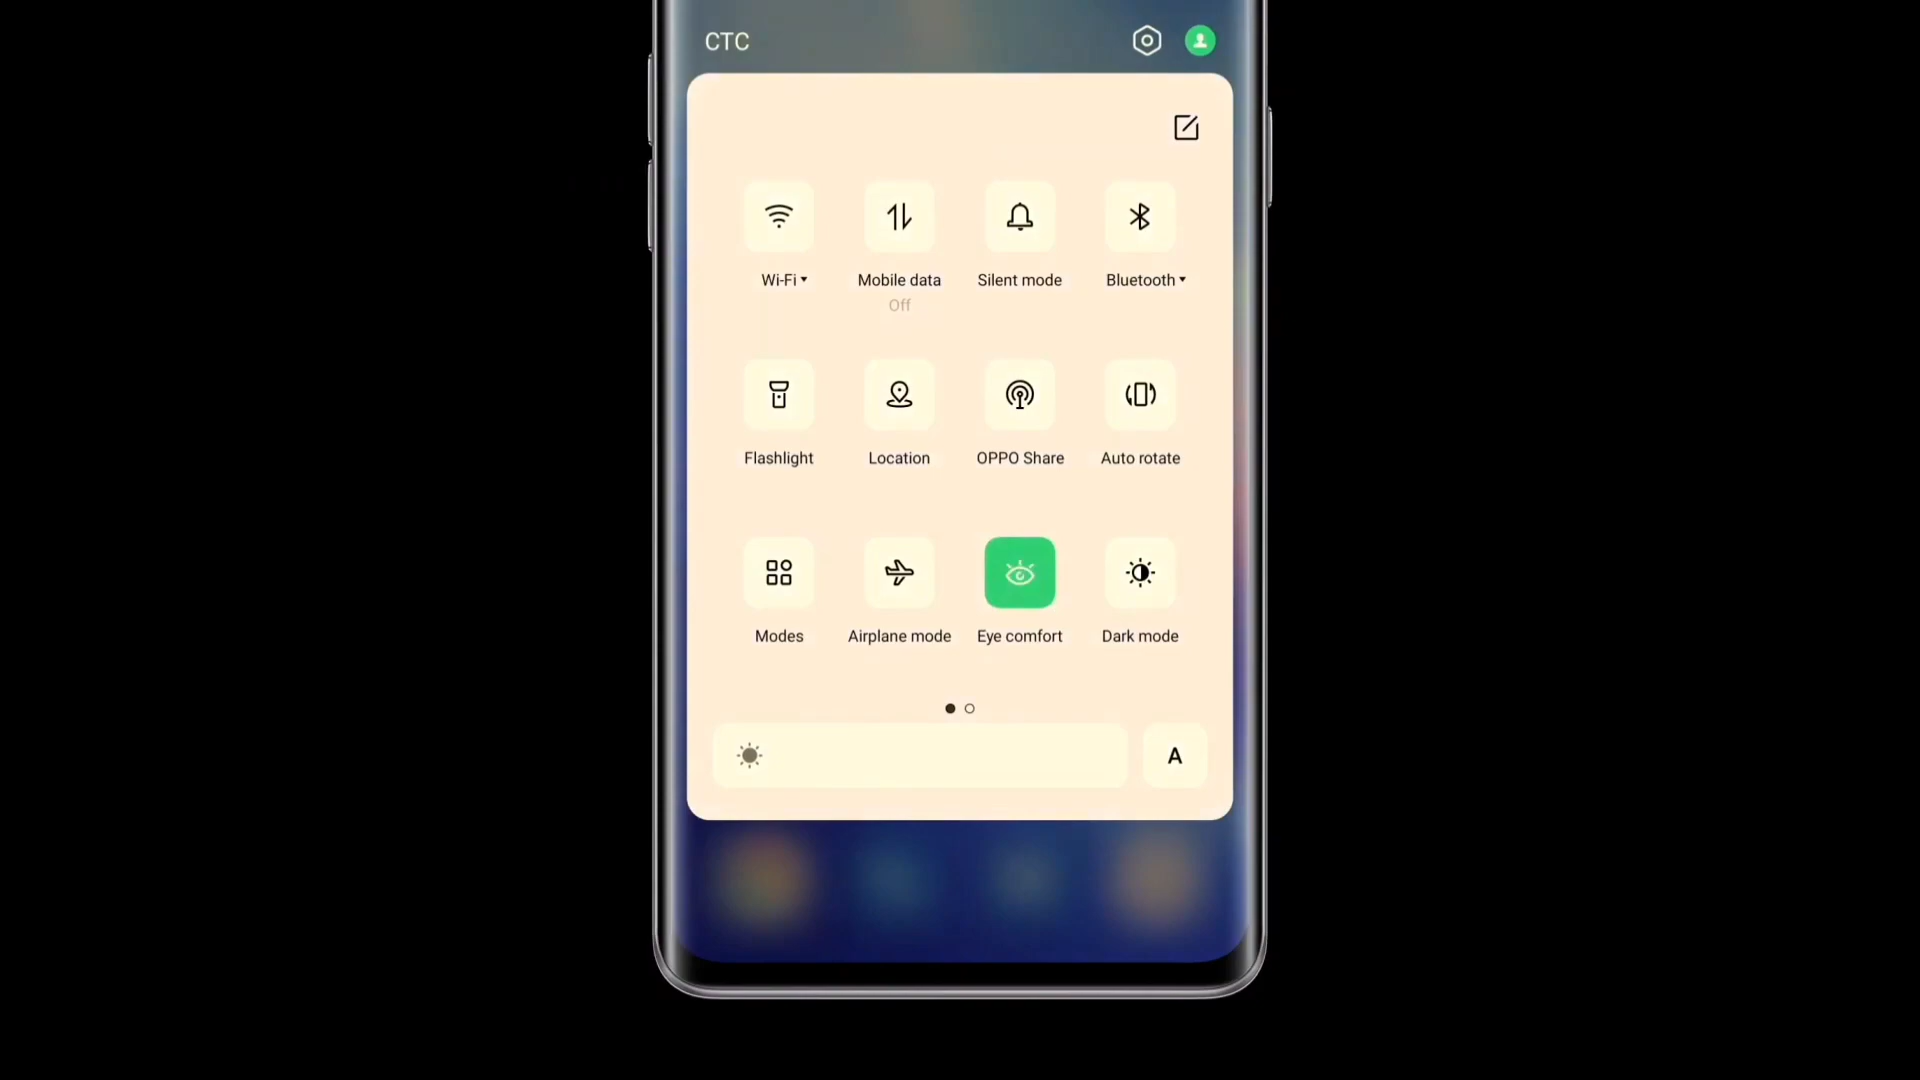 CTC
Wi-Fi Mobile data Silent mode Bluetooth
Off
Flashlight Location OPPO Share Auto rotate
Modes Airplane mode Eye comfort Dark mode
A